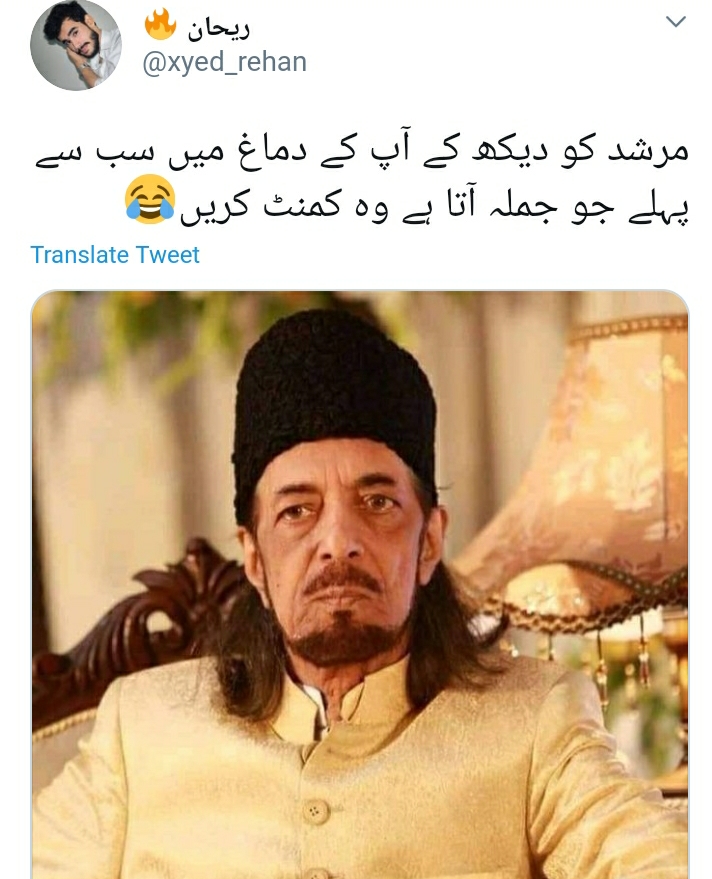 ریحان 🔥
@xyed_rehan
مرشد کو دیکھ کے آپ کے دماغ میں سب سے
پہلے جو جملہ آتا ہے وہ کمنٹ کریں😂
Translate Tweet